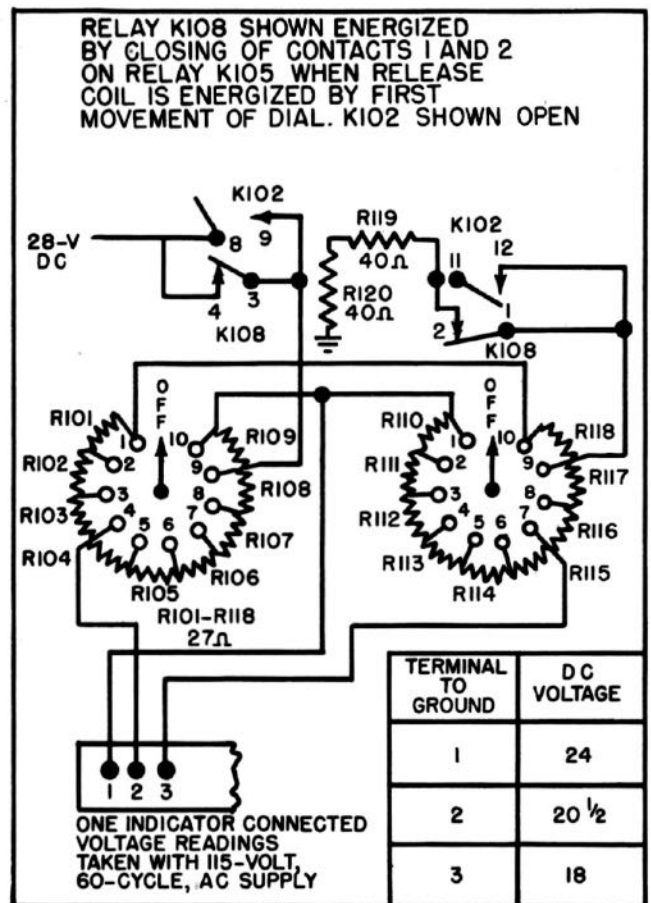 RELAY K108 SHOWN ENERGIZED
BY CLOSING OF CONTACTS 1 AND 2
ON RELAY K105 WHEN RELEASE
COIL IS ENERGIZED BY FIRST
MOVEMENT OF DIAL. K102 SHOWN OPEN
K102
28-V
DC
8
9
4
3
K108
R119
40Ω
R120
40Ω
K102
11
12
2
1
K108
OFF
R101
R102
R103
R104
R105
R106
R107
R108
R109
1
2
3
4
5
6
7
8
9
10
R101-R118
27Ω
OFF
R110
R111
R112
R113
R114
R115
R116
R117
R118
1
2
3
4
5
6
7
8
9
10
1 2 3
ONE INDICATOR CONNECTED
VOLTAGE READINGS
TAKEN WITH 115-VOLT,
60-CYCLE, AC SUPPLY
TERMINAL TO GROUND DC VOLTAGE
1 24
2 20 1/2
3 18